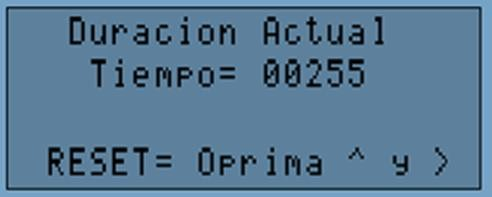 Duracion Actual
Tiempo= 00255
RESET= Oprima ^ y >